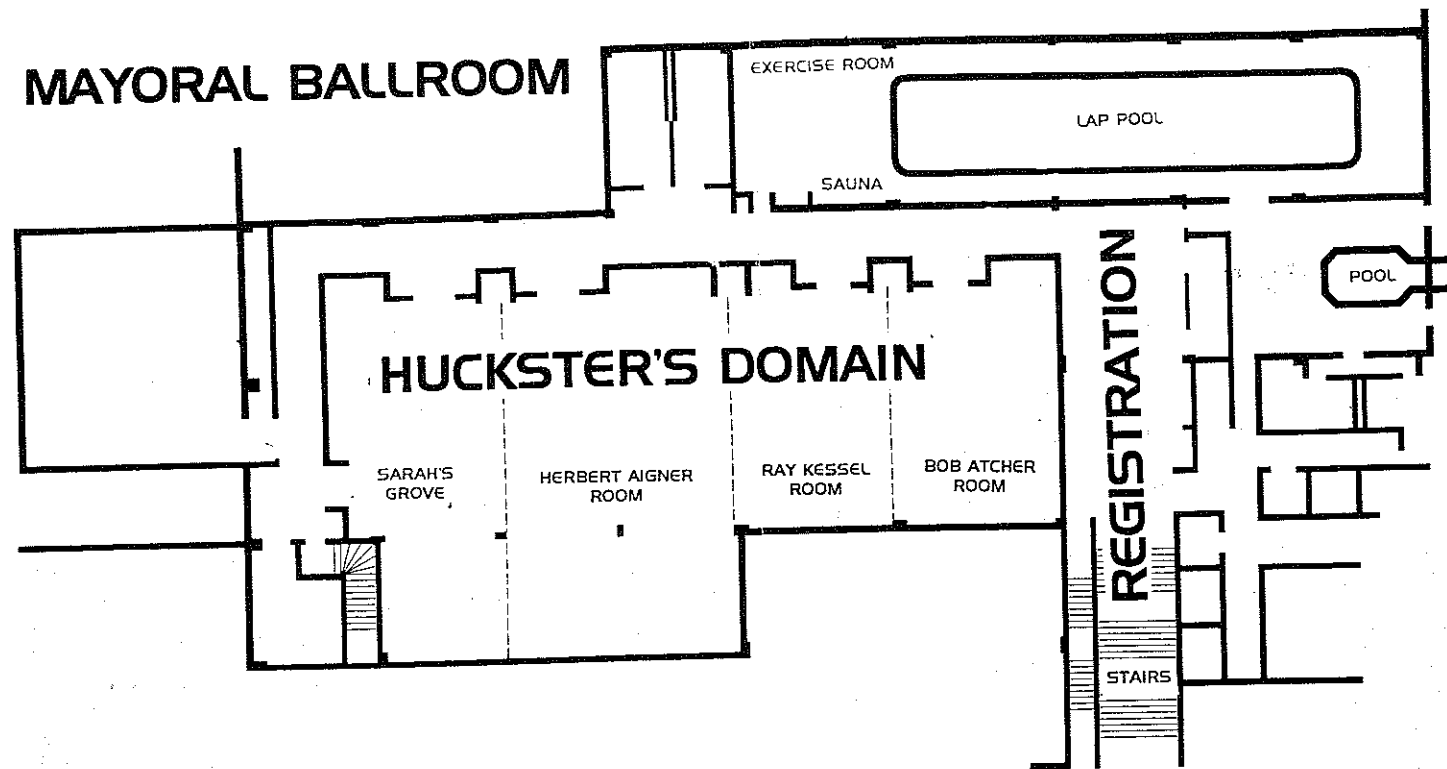 MAYORAL BALLROOM
EXERCISE ROOM
LAP POOL
SAUNA
POOL
HUCKSTER'S DOMAIN
REGISTRATION
SARAH'S
GROVE
HERBERT AIGNER
ROOM
RAY KESSEL
ROOM
BOB ATCHER
ROOM
STAIRS